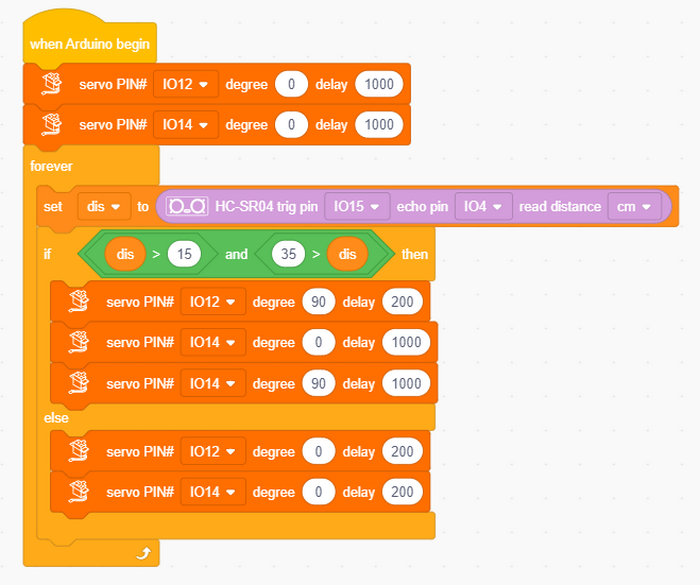 when Arduino begin
servo PIN# IO12 degree 0 delay 1000
servo PIN# IO14 degree 0 delay 1000
forever
set dis to HC-SR04 trig pin IO15 echo pin IO4 read distance cm
if dis > 15 and 35 > dis then
servo PIN# IO12 degree 90 delay 200
servo PIN# IO14 degree 0 delay 1000
servo PIN# IO14 degree 90 delay 1000
else
servo PIN# IO12 degree 0 delay 200
servo PIN# IO14 degree 0 delay 200